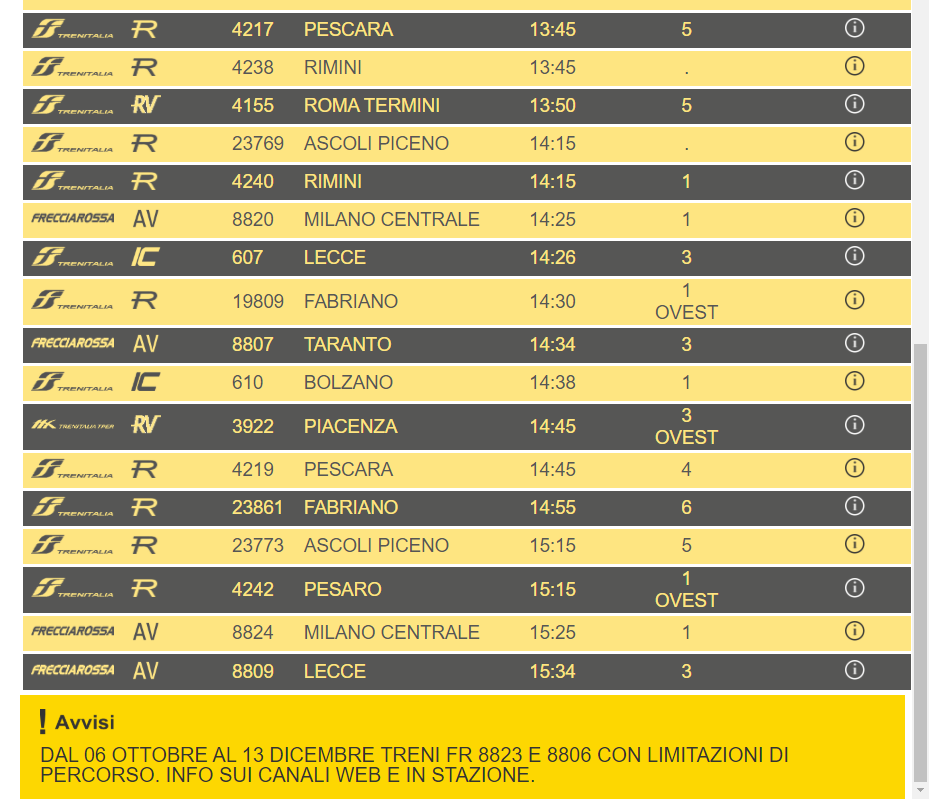 TRENITALIA R 4217 PESCARA 13:45 5 i
TRENITALIA R 4238 RIMINI 13:45 . i
TRENITALIA RV 4155 ROMA TERMINI 13:50 5 i
TRENITALIA R 23769 ASCOLI PICENO 14:15 . i
TRENITALIA R 4240 RIMINI 14:15 1 i
FRECCIAROSSA AV 8820 MILANO CENTRALE 14:25 1 i
TRENITALIA IC 607 LECCE 14:26 3 i
TRENITALIA R 19809 FABRIANO 14:30 1 OVEST i
FRECCIAROSSA AV 8807 TARANTO 14:34 3 i
TRENITALIA IC 610 BOLZANO 14:38 1 i
TRENITALIA TPER RV 3922 PIACENZA 14:45 3 OVEST i
TRENITALIA R 4219 PESCARA 14:45 4 i
TRENITALIA R 23861 FABRIANO 14:55 6 i
TRENITALIA R 23773 ASCOLI PICENO 15:15 5 i
TRENITALIA R 4242 PESARO 15:15 1 OVEST i
FRECCIAROSSA AV 8824 MILANO CENTRALE 15:25 1 i
FRECCIAROSSA AV 8809 LECCE 15:34 3 i
! Avvisi
DAL 06 OTTOBRE AL 13 DICEMBRE TRENI FR 8823 E 8806 CON LIMITAZIONI DI
PERCORSO. INFO SUI CANALI WEB E IN STAZIONE.